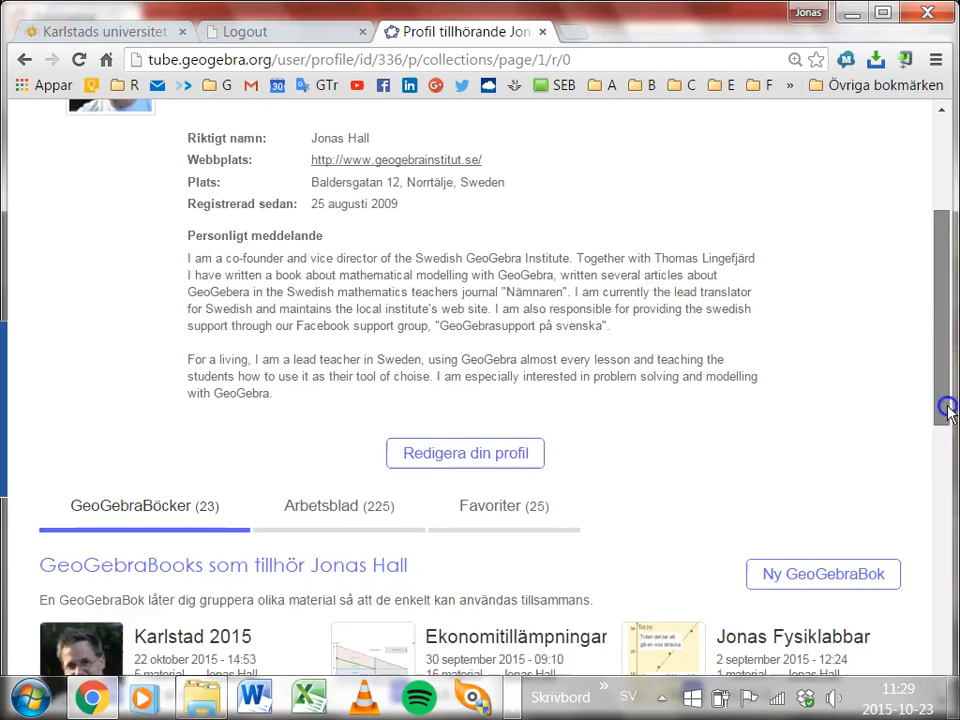 Jonas
Karlstads universitet
Logout
Profil tillhörande Jon
tube.geogebra.org/user/profile/id/336/p/collections/page/1/r/0
Appar R G GTr SEB A B C E F » Övriga bokmärken
Riktigt namn: Jonas Hall
Webbplats: http://www.geogebrainstitut.se/
Plats: Baldersgatan 12, Norrtälje, Sweden
Registrerad sedan: 25 augusti 2009
Personligt meddelande
I am a co-founder and vice director of the Swedish GeoGebra Institute. Together with Thomas Lingefjärd
I have written a book about mathematical modelling with GeoGebra, written several articles about
GeoGebera in the Swedish mathematics teachers journal "Nämnaren". I am currently the lead translator
for Swedish and maintains the local institute's web site. I am also responsible for providing the swedish
support through our Facebook support group, "GeoGebrasupport på svenska".
For a living, I am a lead teacher in Sweden, using GeoGebra almost every lesson and teaching the
students how to use it as their tool of choise. I am especially interested in problem solving and modelling
with GeoGebra.
Redigera din profil
GeoGebraBöcker (23) Arbetsblad (225) Favoriter (25)
GeoGebraBooks som tillhör Jonas Hall
Ny GeoGebraBok
En GeoGebraBok låter dig gruppera olika material så att de enkelt kan användas tillsammans.
Karlstad 2015
22 oktober 2015 - 14:53
Ekonomitillämpningar
30 september 2015 - 09:10
Jonas Fysiklabbar
2 september 2015 - 12:24
Skrivbord » SV
11:29
2015-10-23